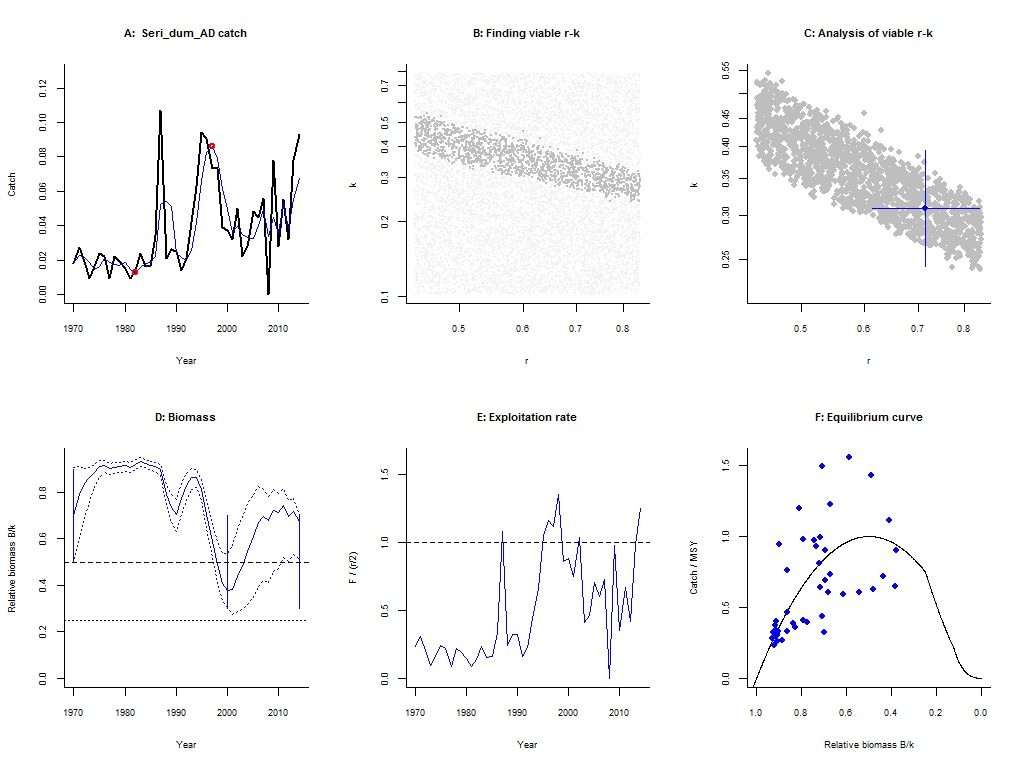 A: Seri_dum_AD catch
Catch
0.00 0.02 0.04 0.06 0.08 0.10 0.12
1970 1980 1990 2000 2010
Year
B: Finding viable r-k
k
0.1 0.2 0.3 0.4 0.5 0.7
0.5 0.6 0.7 0.8
r
C: Analysis of viable r-k
k
0.25 0.30 0.35 0.40 0.45 0.55
0.5 0.6 0.7 0.8
r
D: Biomass
Relative biomass B/k
0.0 0.2 0.4 0.6 0.8
1970 1980 1990 2000 2010
Year
E: Exploitation rate
F / (r/2)
0.0 0.5 1.0 1.5
1970 1980 1990 2000 2010
Year
F: Equilibrium curve
Catch / MSY
0.0 0.5 1.0 1.5
1.0 0.8 0.6 0.4 0.2 0.0
Relative biomass B/k